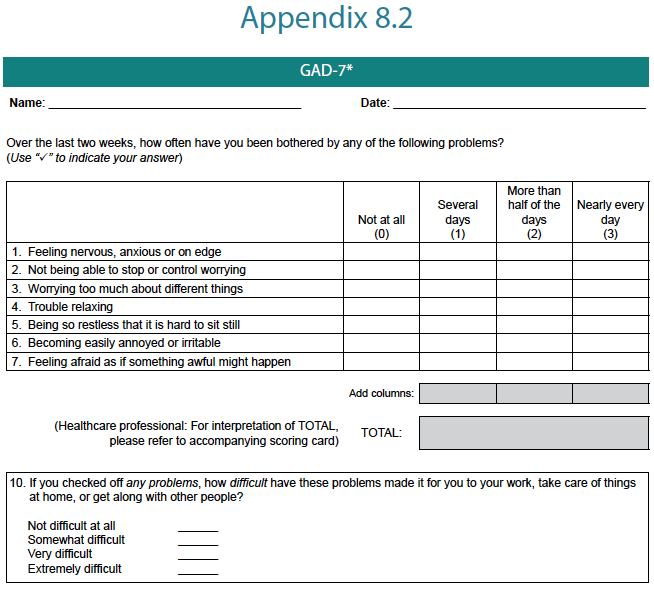 Appendix 8.2
GAD-7*
Name: ______________________________________ Date: ______________________________________
Over the last two weeks, how often have you been bothered by any of the following problems?
(Use “✓” to indicate your answer)
Not at all
(0)
Several
days
(1)
More than
half of the
days
(2)
Nearly every
day
(3)
1. Feeling nervous, anxious or on edge
2. Not being able to stop or control worrying
3. Worrying too much about different things
4. Trouble relaxing
5. Being so restless that it is hard to sit still
6. Becoming easily annoyed or irritable
7. Feeling afraid as if something awful might happen
Add columns:
(Healthcare professional: For interpretation of TOTAL,
please refer to accompanying scoring card)
TOTAL:
10. If you checked off any problems, how difficult have these problems made it for you to your work, take care of things
at home, or get along with other people?
Not difficult at all ______
Somewhat difficult ______
Very difficult ______
Extremely difficult ______